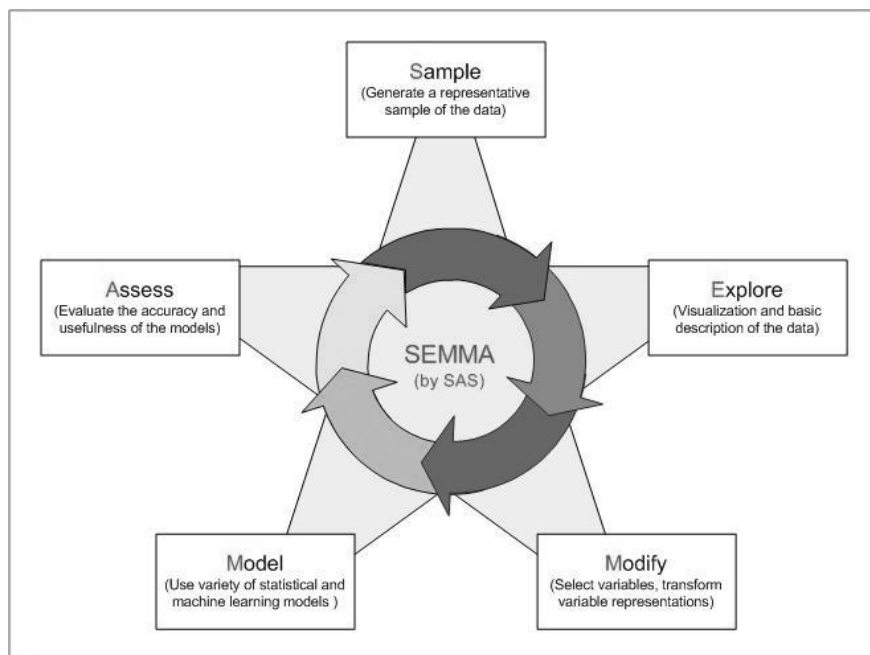 Sample
(Generate a representative
sample of the data)
Assess
(Evaluate the accuracy and
usefulness of the models)
Explore
(Visualization and basic
description of the data)
SEMMA
(by SAS)
Model
(Use variety of statistical and
machine learning models )
Modify
(Select variables, transform
variable representations)